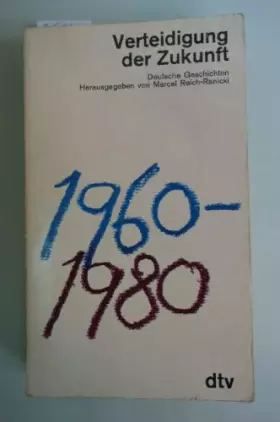 Verteidigung
der Zukunft
Deutsche Geschichten
Herausgegeben von Marcel Reich-Ranicki
1960–
1980
dtv